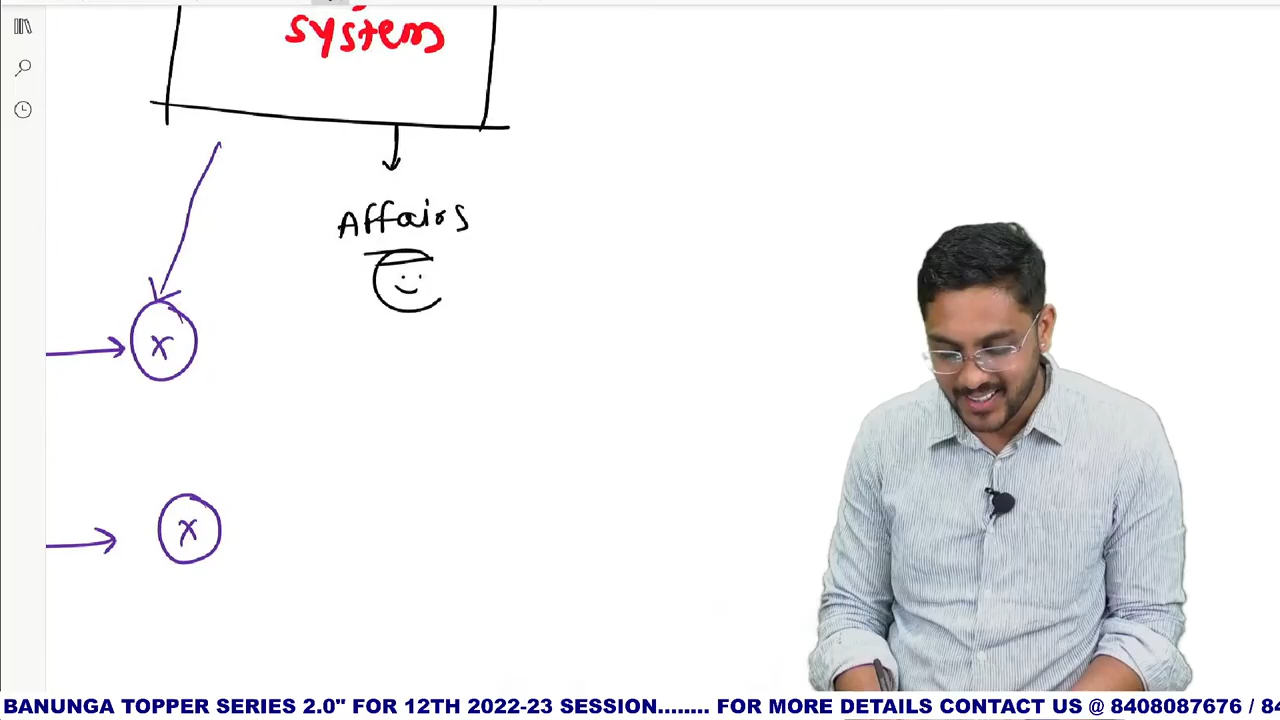 system
Affairs
x
x
BANUNGA TOPPER SERIES 2.0" FOR 12TH 2022-23 SESSION........ FOR MORE DETAILS CONTACT US @ 8408087676 / 84